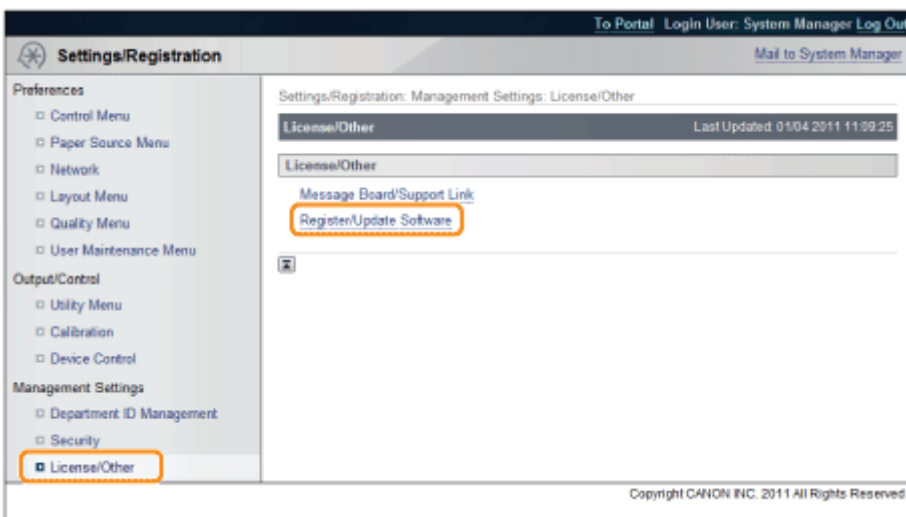 To Portal Login User: System Manager Log Out
Settings/Registration
Mail to System Manager
Preferences
Control Menu
Paper Source Menu
Network
Layout Menu
Quality Menu
User Maintenance Menu
Output/Control
Utility Menu
Calibration
Device Control
Management Settings
Department ID Management
Security
License/Other
Settings/Registration: Management Settings: License/Other
License/Other
Last Updated: 01/04 2011 11:09:25
License/Other
Message Board/Support Link
Register/Update Software
Copyright CANON INC. 2011 All Rights Reserved